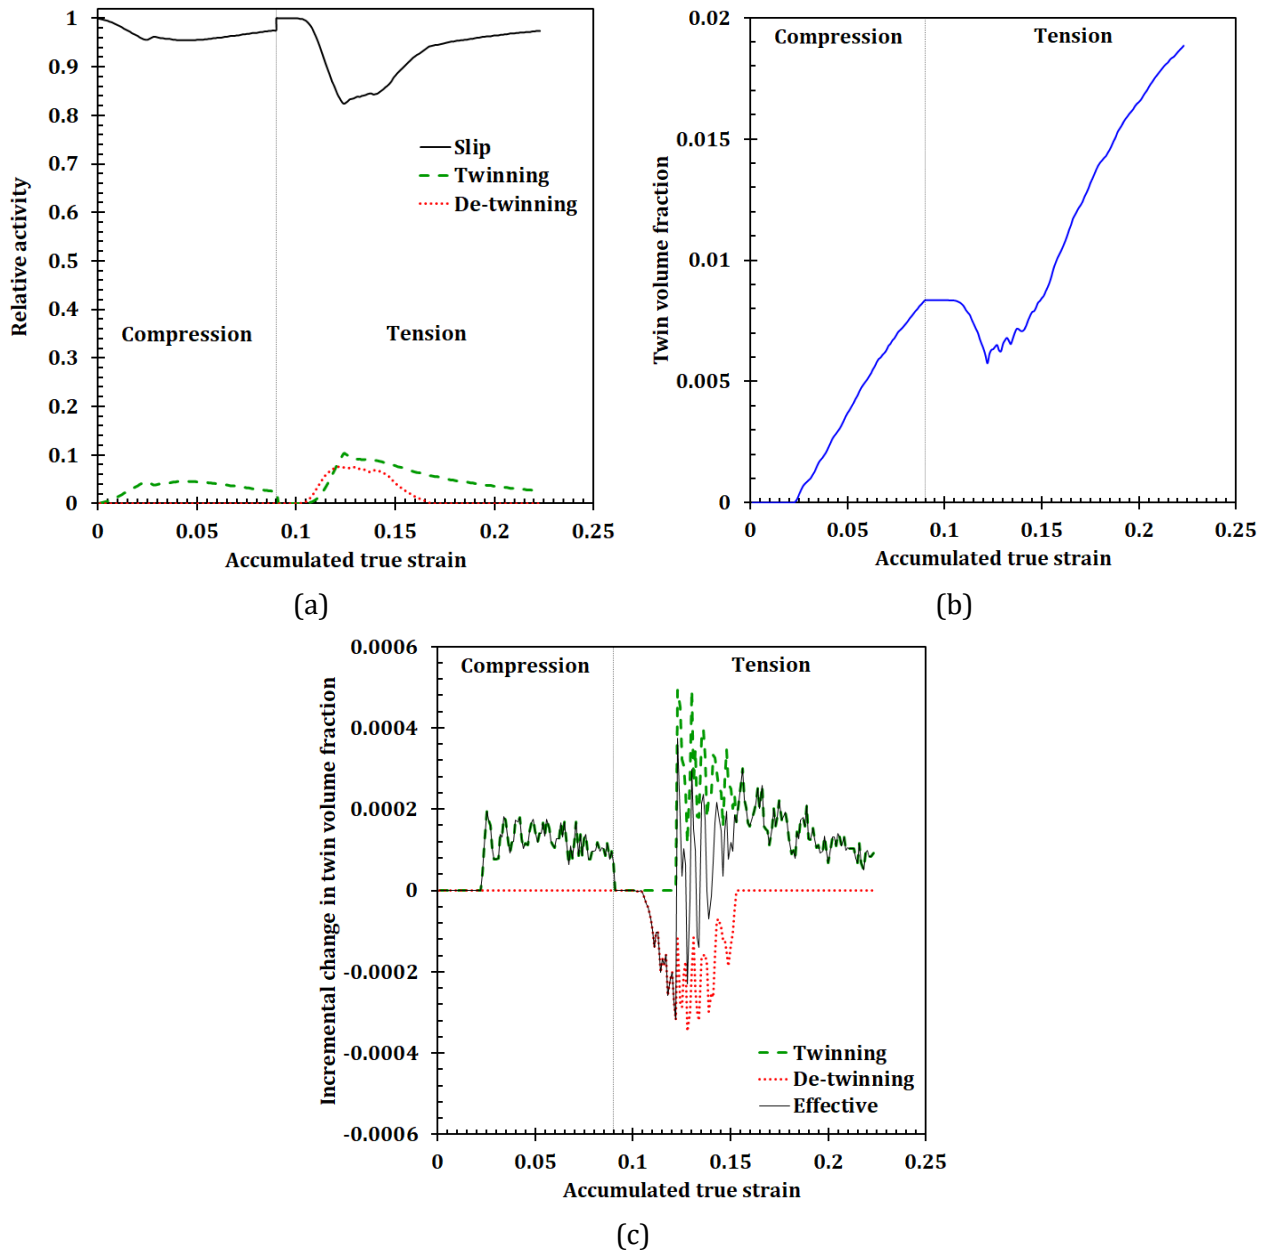 Relative activity
1
0.9
0.8
0.7
0.6
0.5
0.4
0.3
0.2
0.1
0
Slip
Twinning
De-twinning
Compression
Tension
0
0.05
0.1
0.15
0.2
0.25
Accumulated true strain
(a)
Twin volume fraction
0.02
0.015
0.01
0.005
0
Compression
Tension
0
0.05
0.1
0.15
0.2
0.25
Accumulated true strain
(b)
Incremental change in twin volume fraction
0.0006
0.0004
0.0002
0
-0.0002
-0.0004
-0.0006
Compression
Tension
Twinning
De-twinning
Effective
0
0.05
0.1
0.15
0.2
0.25
Accumulated true strain
(c)